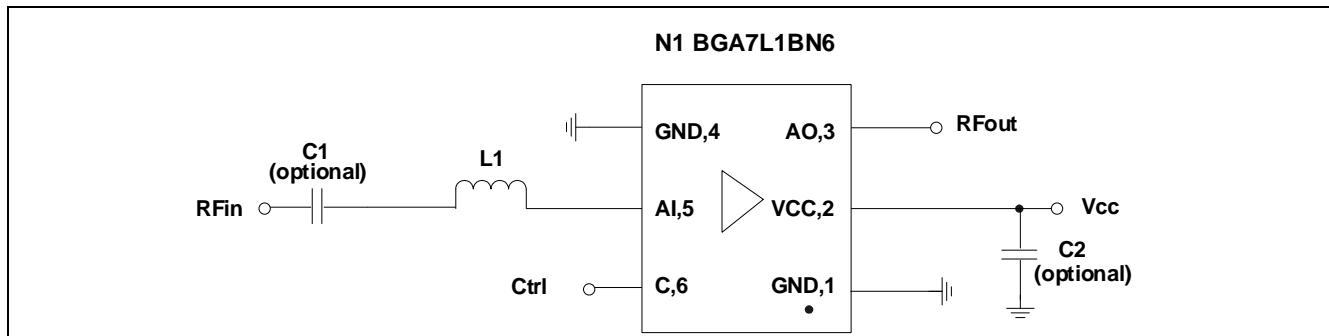 N1 BGA7L1BN6
GND,4
AO,3
RFout
C1
(optional)
L1
RFin
AI,5
VCC,2
Vcc
C2
(optional)
Ctrl
C,6
GND,1